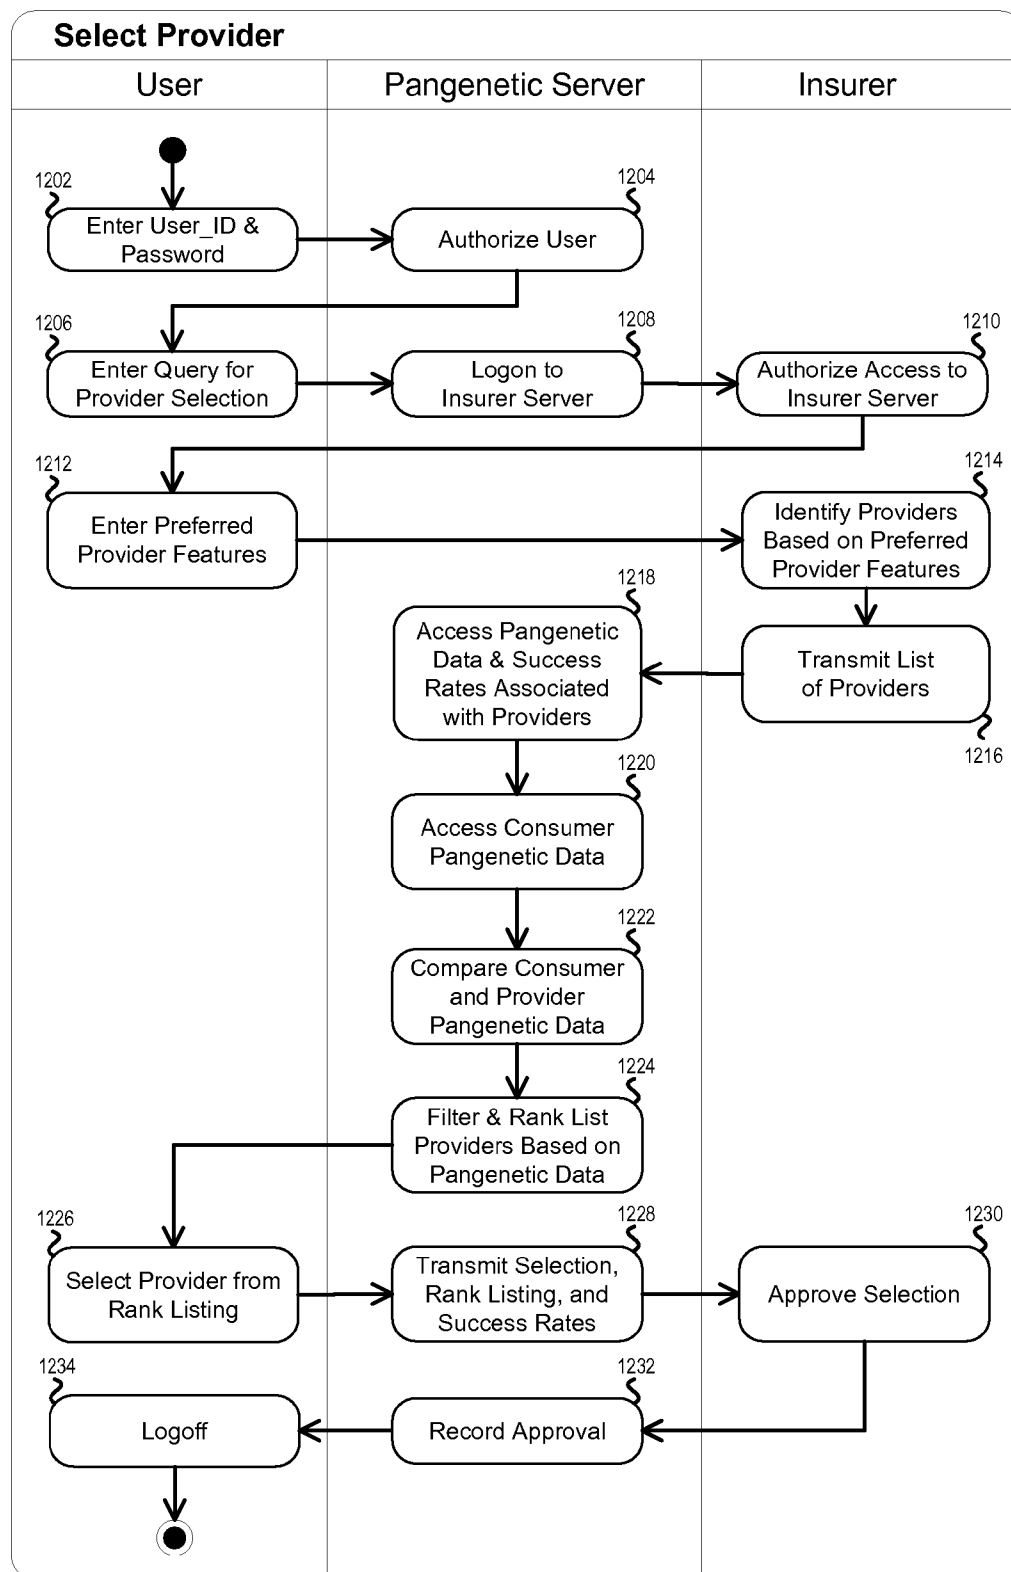 Select Provider
User
Pangenetic Server
Insurer
1202
Enter User_ID &
Password
1204
Authorize User
1206
Enter Query for
Provider Selection
1208
Logon to
Insurer Server
1210
Authorize Access to
Insurer Server
1212
Enter Preferred
Provider Features
1214
Identify Providers
Based on Preferred
Provider Features
1218
Access Pangenetic
Data & Success
Rates Associated
with Providers
Transmit List
of Providers
1216
1220
Access Consumer
Pangenetic Data
1222
Compare Consumer
and Provider
Pangenetic Data
1224
Filter & Rank List
Providers Based on
Pangenetic Data
1226
Select Provider from
Rank Listing
1228
Transmit Selection,
Rank Listing, and
Success Rates
1230
Approve Selection
1234
Logoff
1232
Record Approval